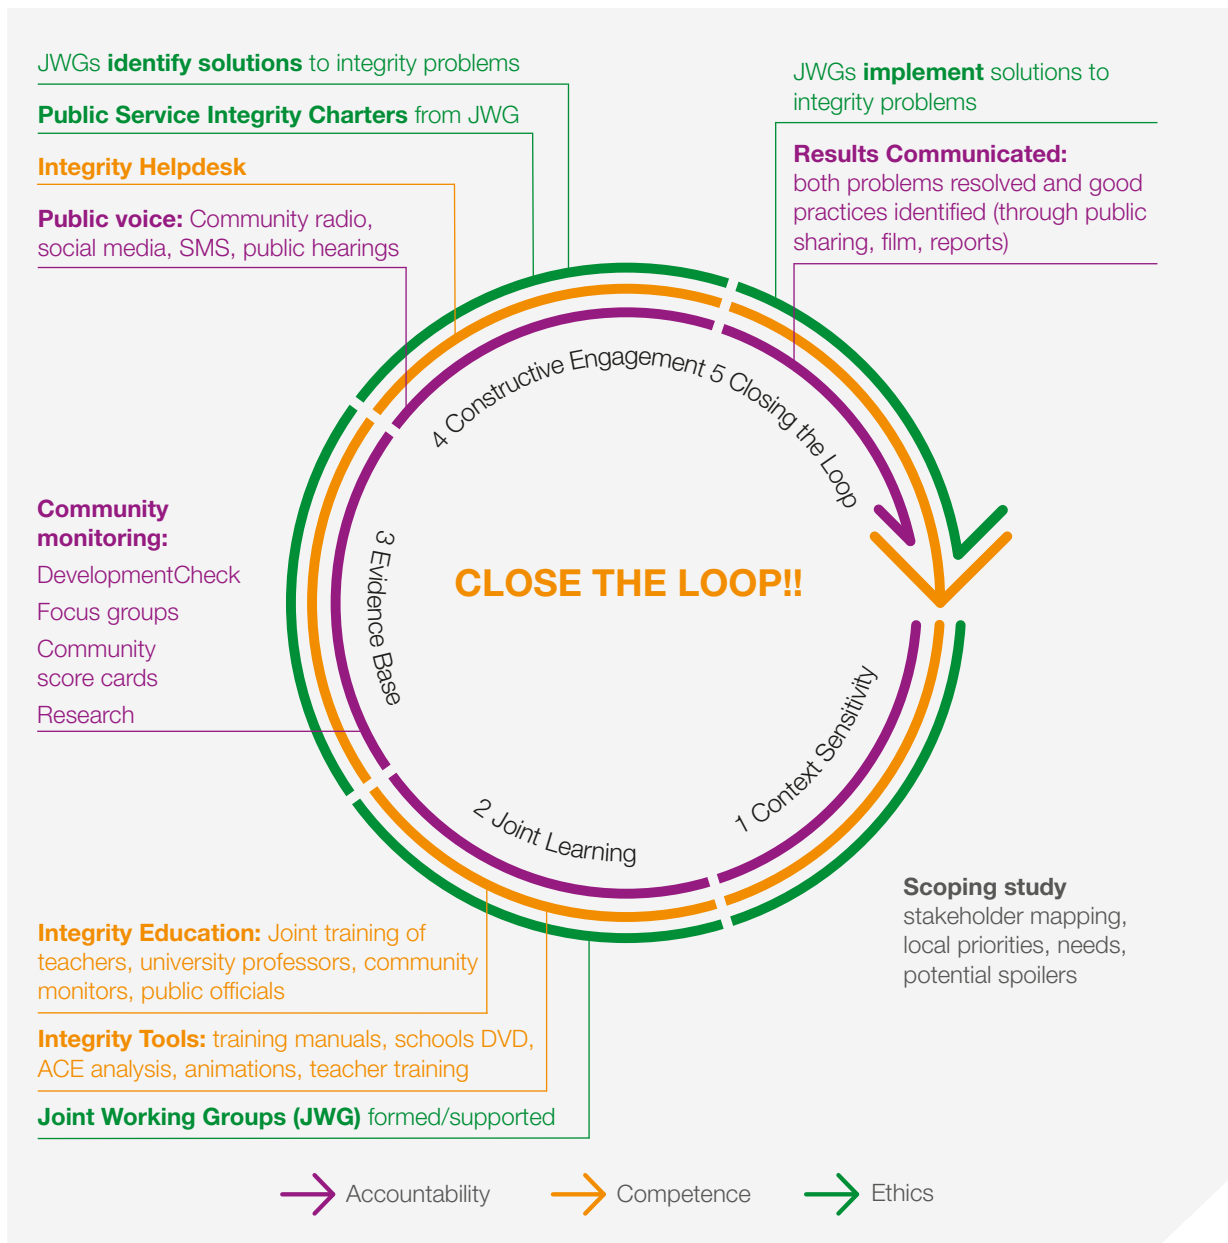 JWGs identify solutions to integrity problems
Public Service Integrity Charters from JWG
Integrity Helpdesk
Public voice: Community radio,
social media, SMS, public hearings
JWGs implement solutions to
integrity problems
Results Communicated:
both problems resolved and good
practices identified (through public
sharing, film, reports)
4 Constructive Engagement
5 Closing the Loop
Community
monitoring:
DevelopmentCheck
Focus groups
Community
score cards
Research
3 Evidence Base
CLOSE THE LOOP!!
2 Joint Learning
1 Context Sensitivity
Scoping study
stakeholder mapping,
local priorities, needs,
potential spoilers
Integrity Education: Joint training of
teachers, university professors, community
monitors, public officials
Integrity Tools: training manuals, schools DVD,
ACE analysis, animations, teacher training
Joint Working Groups (JWG) formed/supported
Accountability
Competence
Ethics